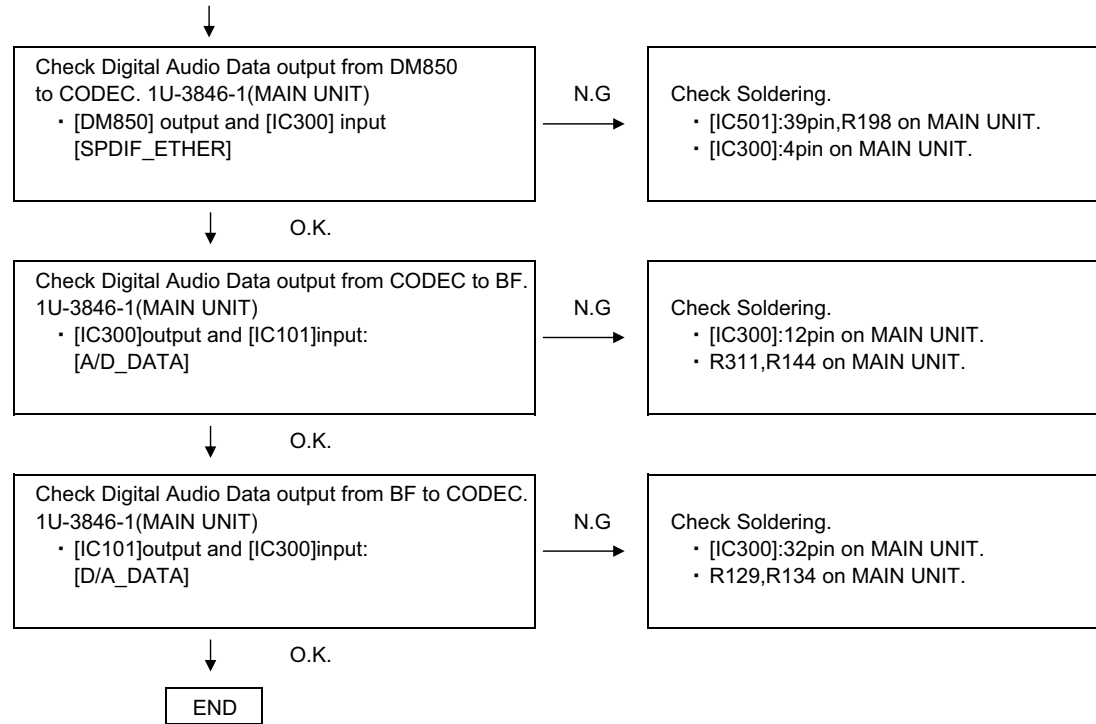 Check Digital Audio Data output from DM850
to CODEC. 1U-3846-1(MAIN UNIT)
・ [DM850] output and [IC300] input
[SPDIF_ETHER]
N.G
Check Soldering.
・ [IC501]:39pin,R198 on MAIN UNIT.
・ [IC300]:4pin on MAIN UNIT.
O.K.
Check Digital Audio Data output from CODEC to BF.
1U-3846-1(MAIN UNIT)
・ [IC300]output and [IC101]input:
[A/D_DATA]
N.G
Check Soldering.
・ [IC300]:12pin on MAIN UNIT.
・ R311,R144 on MAIN UNIT.
O.K.
Check Digital Audio Data output from BF to CODEC.
1U-3846-1(MAIN UNIT)
・ [IC101]output and [IC300]input:
[D/A_DATA]
N.G
Check Soldering.
・ [IC300]:32pin on MAIN UNIT.
・ R129,R134 on MAIN UNIT.
O.K.
END